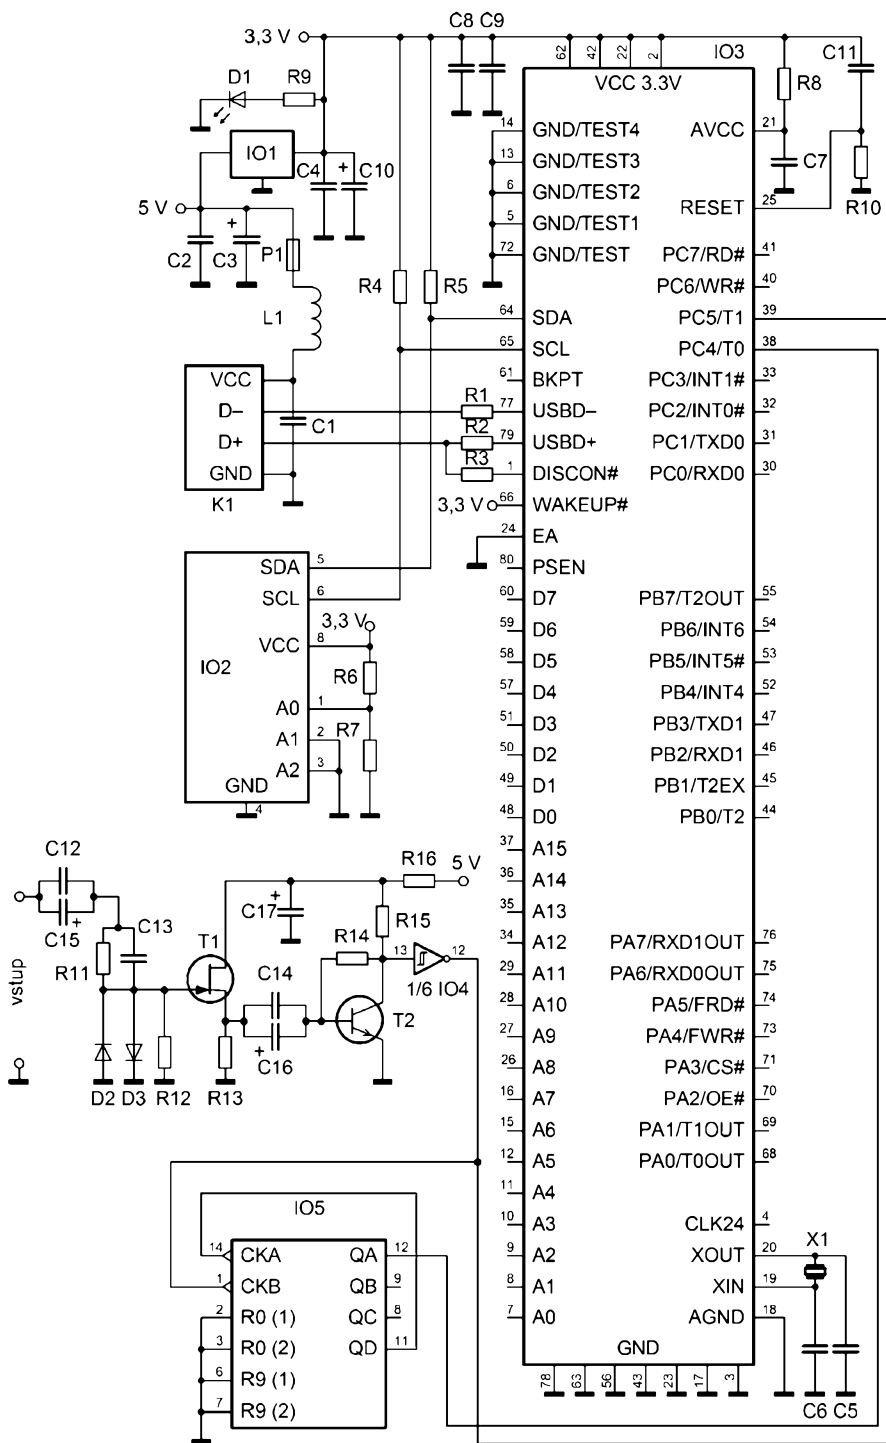 3,3 V
C8 C9
62 42 22 2
IO3
C11
D1
R9
VCC 3.3V
R8
14 GND/TEST4
AVCC 21
IO1
C4
C10
13 GND/TEST3
C7
6 GND/TEST2
5 V
5 GND/TEST1
RESET 25
R10
C2
C3
P1
72 GND/TEST
PC7/RD# 41
R4
R5
PC6/WR# 40
L1
64 SDA
PC5/T1 39
65 SCL
PC4/T0 38
VCC
61 BKPT
PC3/INT1# 33
D–
R1
77 USBD–
PC2/INT0# 32
D+
C1
R2
79 USBD+
PC1/TXD0 31
GND
R3
1 DISCON#
PC0/RXD0 30
K1
3,3 V
66 WAKEUP#
24 EA
SDA 5
80 PSEN
SCL 6
60 D7
PB7/T2OUT 55
3,3 V
59 D6
PB6/INT6 54
VCC 8
IO2
R6
58 D5
PB5/INT5# 53
57 D4
PB4/INT4 52
A0 1
R7
51 D3
PB3/TXD1 47
A1 2
50 D2
PB2/RXD1 46
A2 3
GND
4
49 D1
PB1/T2EX 45
48 D0
PB0/T2 44
C12
37 A15
R16
5 V
36 A14
C15
C13
C17
R15
35 A13
T1
R14
13 12
34 A12
PA7/RXD1OUT 76
vstup
R11
C14
1/6 IO4
29 A11
PA6/RXD0OUT 75
28 A10
PA5/FRD# 74
T2
27 A9
PA4/FWR# 73
C16
26 A8
PA3/CS# 71
D2 D3 R12 R13
16 A7
PA2/OE# 70
15 A6
PA1/T1OUT 69
12 A5
PA0/T0OUT 68
11 A4
IO5
10 A3
CLK24 4
14 CKA
QA 12
9 A2
XOUT 20
X1
1 CKB
QB 9
8 A1
XIN 19
2 R0 (1)
QC 8
7 A0
AGND 18
3 R0 (2)
QD 11
GND
6 R9 (1)
78 63 56 43 23 17 3
C6 C5
7 R9 (2)